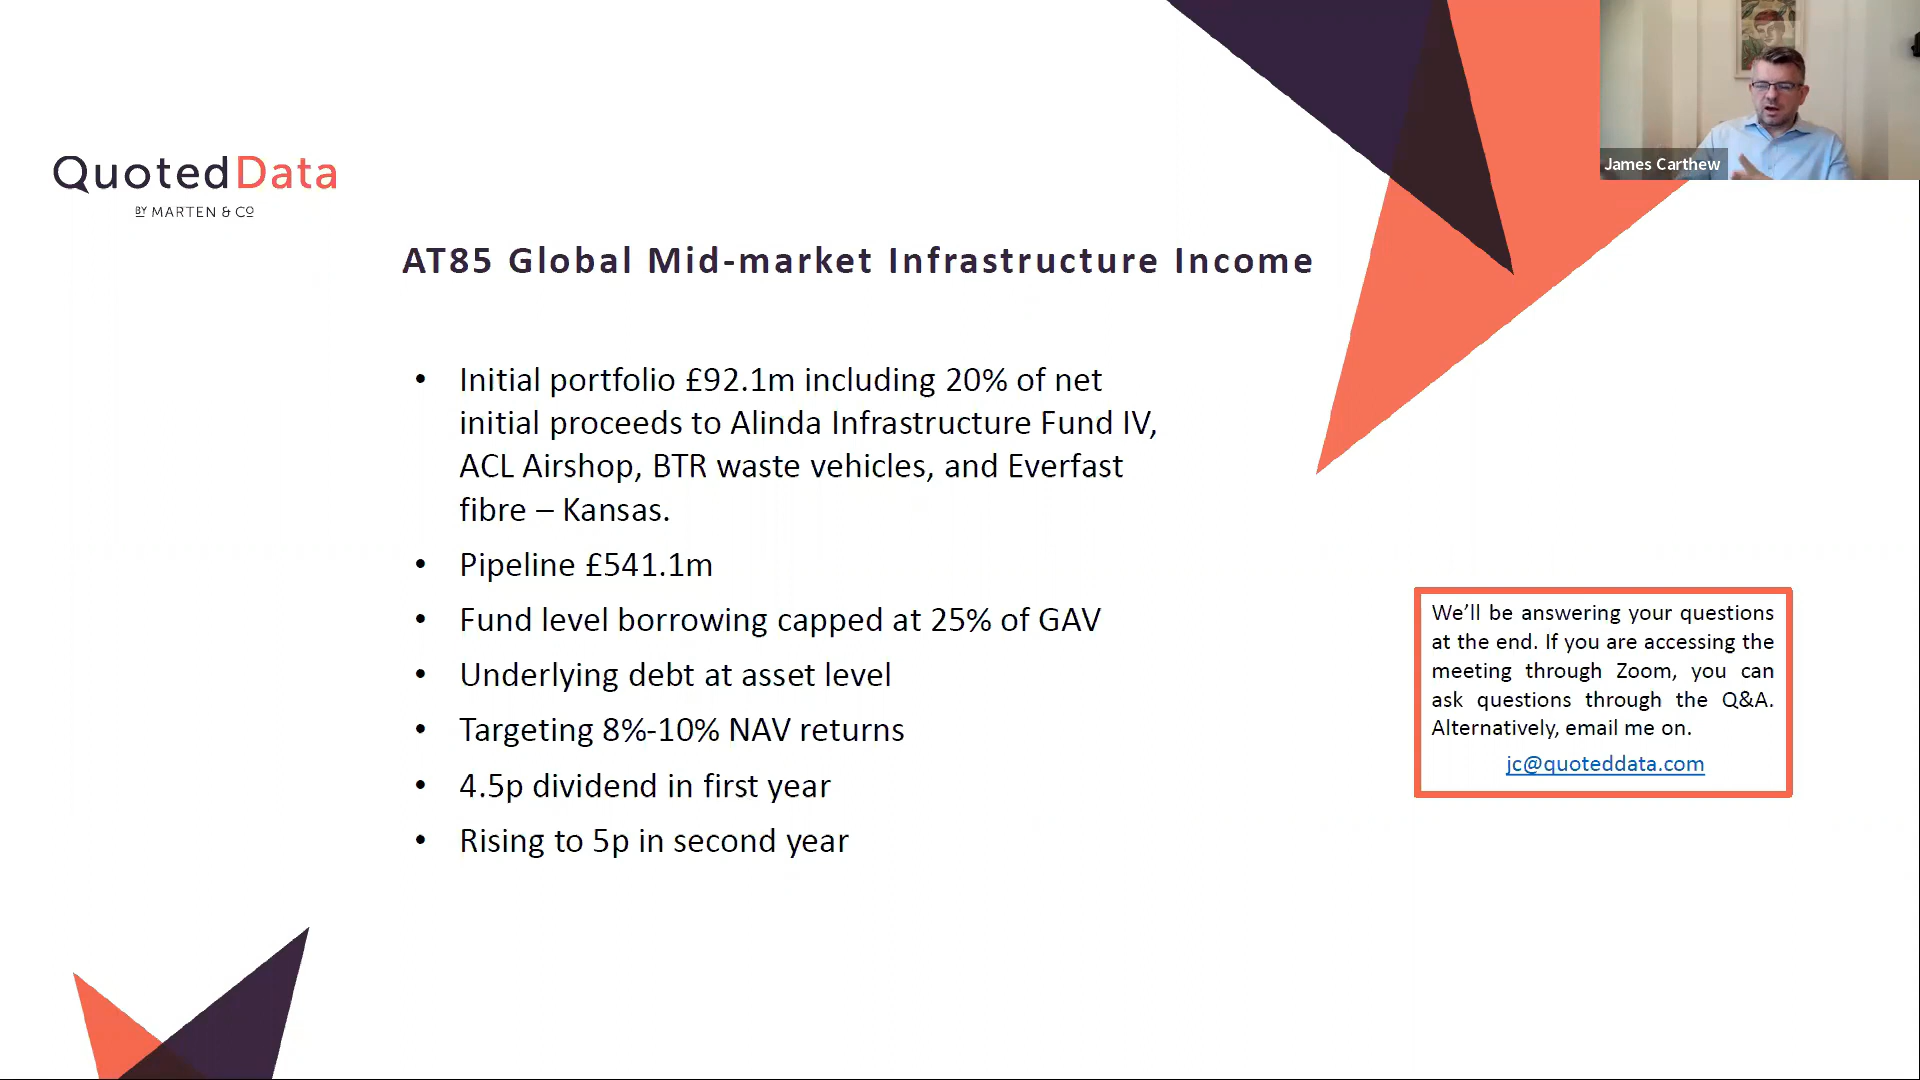 James Carthew
QuotedData
BY MARTEN & CO
AT85 Global Mid-market Infrastructure Income
• Initial portfolio £92.1m including 20% of net
initial proceeds to Alinda Infrastructure Fund IV,
ACL Airshop, BTR waste vehicles, and Everfast
fibre – Kansas.
• Pipeline £541.1m
• Fund level borrowing capped at 25% of GAV
• Underlying debt at asset level
• Targeting 8%-10% NAV returns
• 4.5p dividend in first year
• Rising to 5p in second year
We’ll be answering your questions
at the end. If you are accessing the
meeting through Zoom, you can
ask questions through the Q&A.
Alternatively, email me on.
jc@quoteddata.com